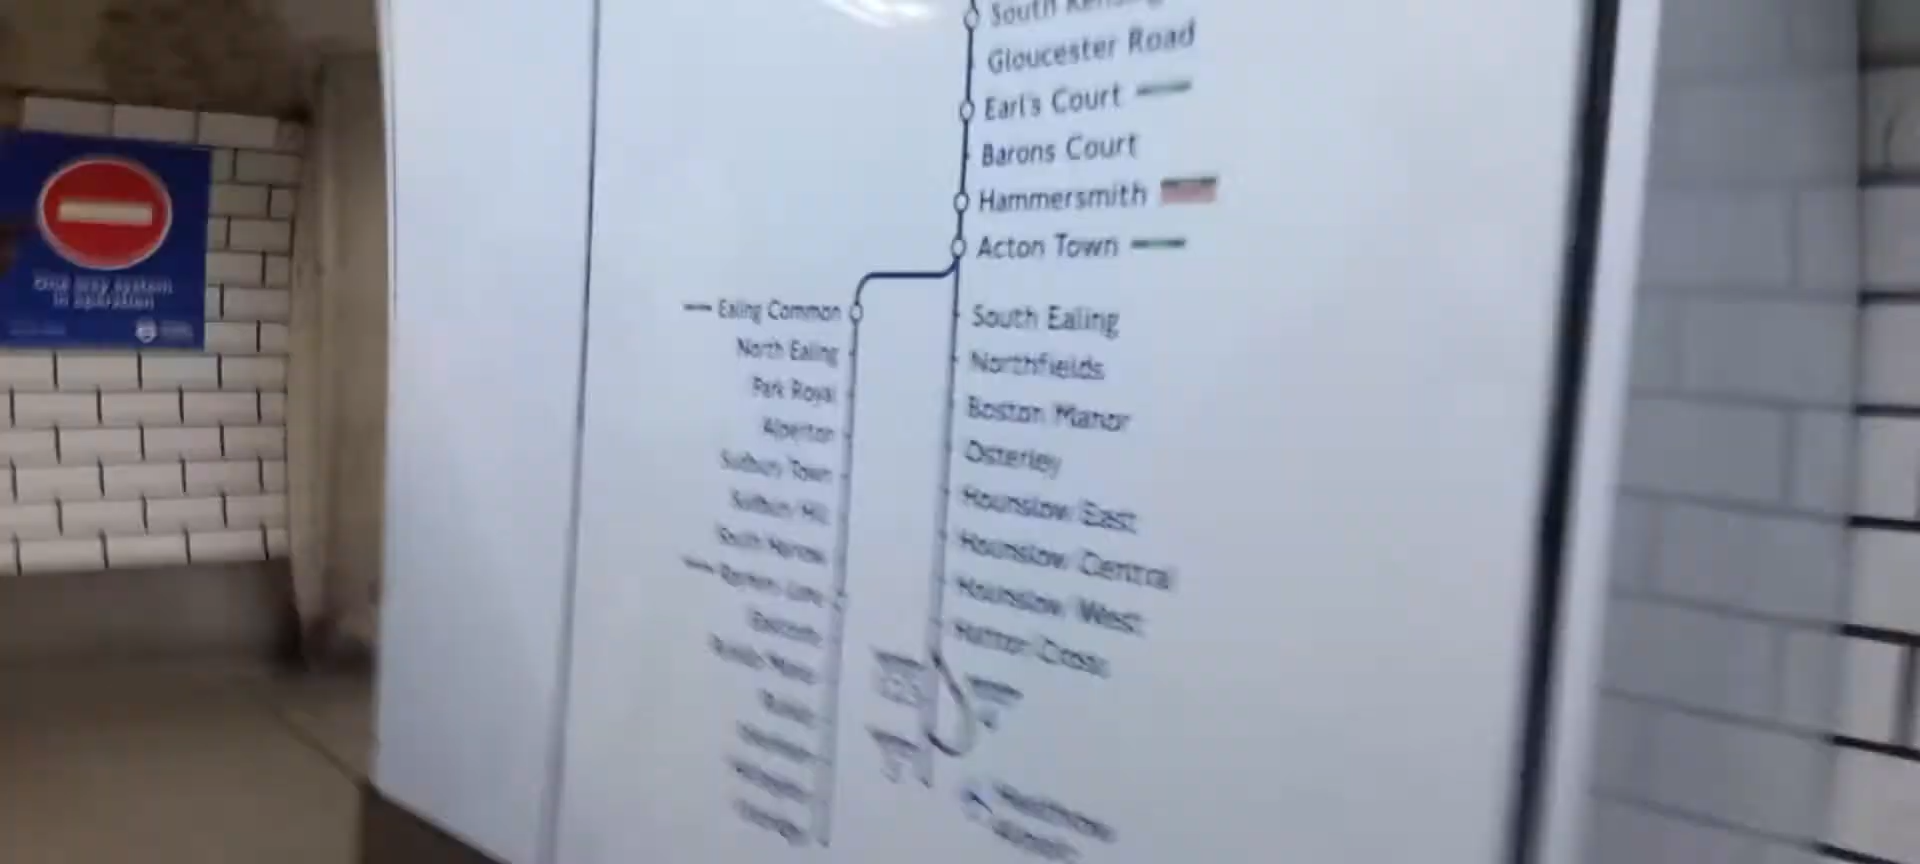 One way system
in operation
South
Gloucester Road
Earl's Court
Barons Court
Hammersmith
Acton Town
Ealing Common
North Ealing
Park Royal
Alperton
Sudbury Town
Sudbury Hill
South Harrow
Rayners Lane
Eastcote
Ruislip Manor
Ruislip
South Ealing
Northfields
Boston Manor
Osterley
Hounslow East
Hounslow Central
Hounslow West
Hatton Cross
Heathrow